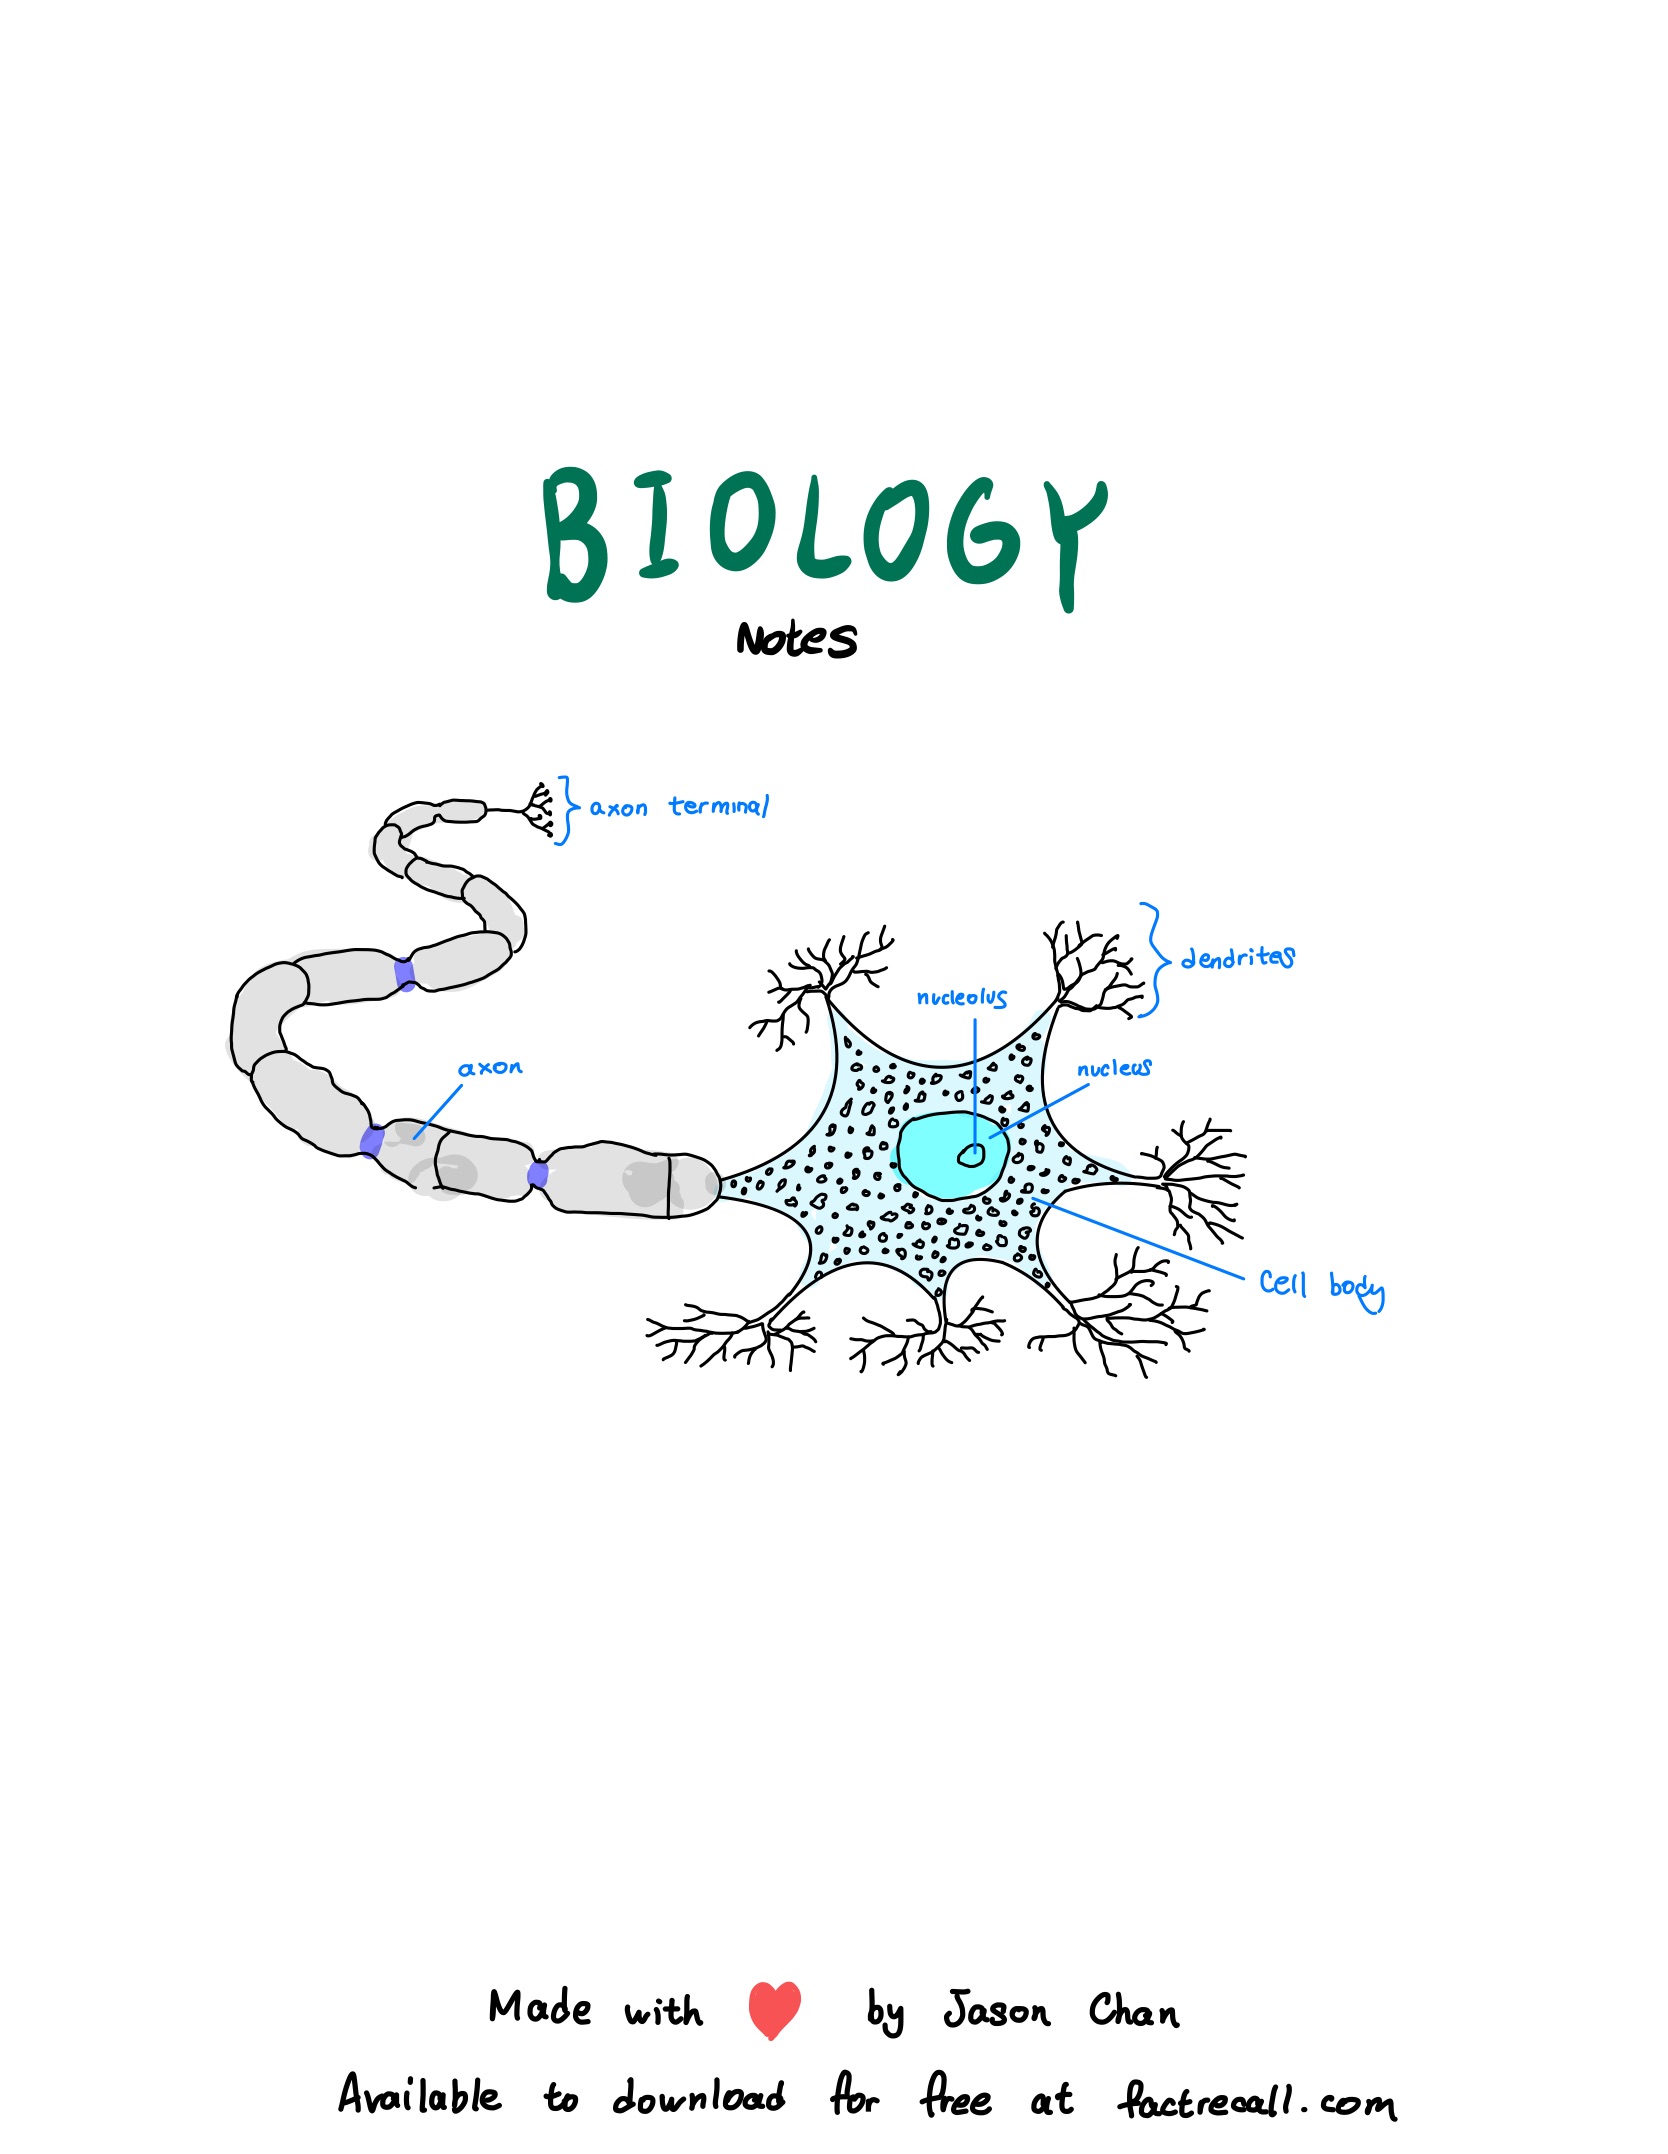 BIOLOGY
Notes
axon terminal
dendrites
nucleolus
nucleus
axon
Cell body
Made with ❤ by Jason Chan
Available to download for free at factrecall.com